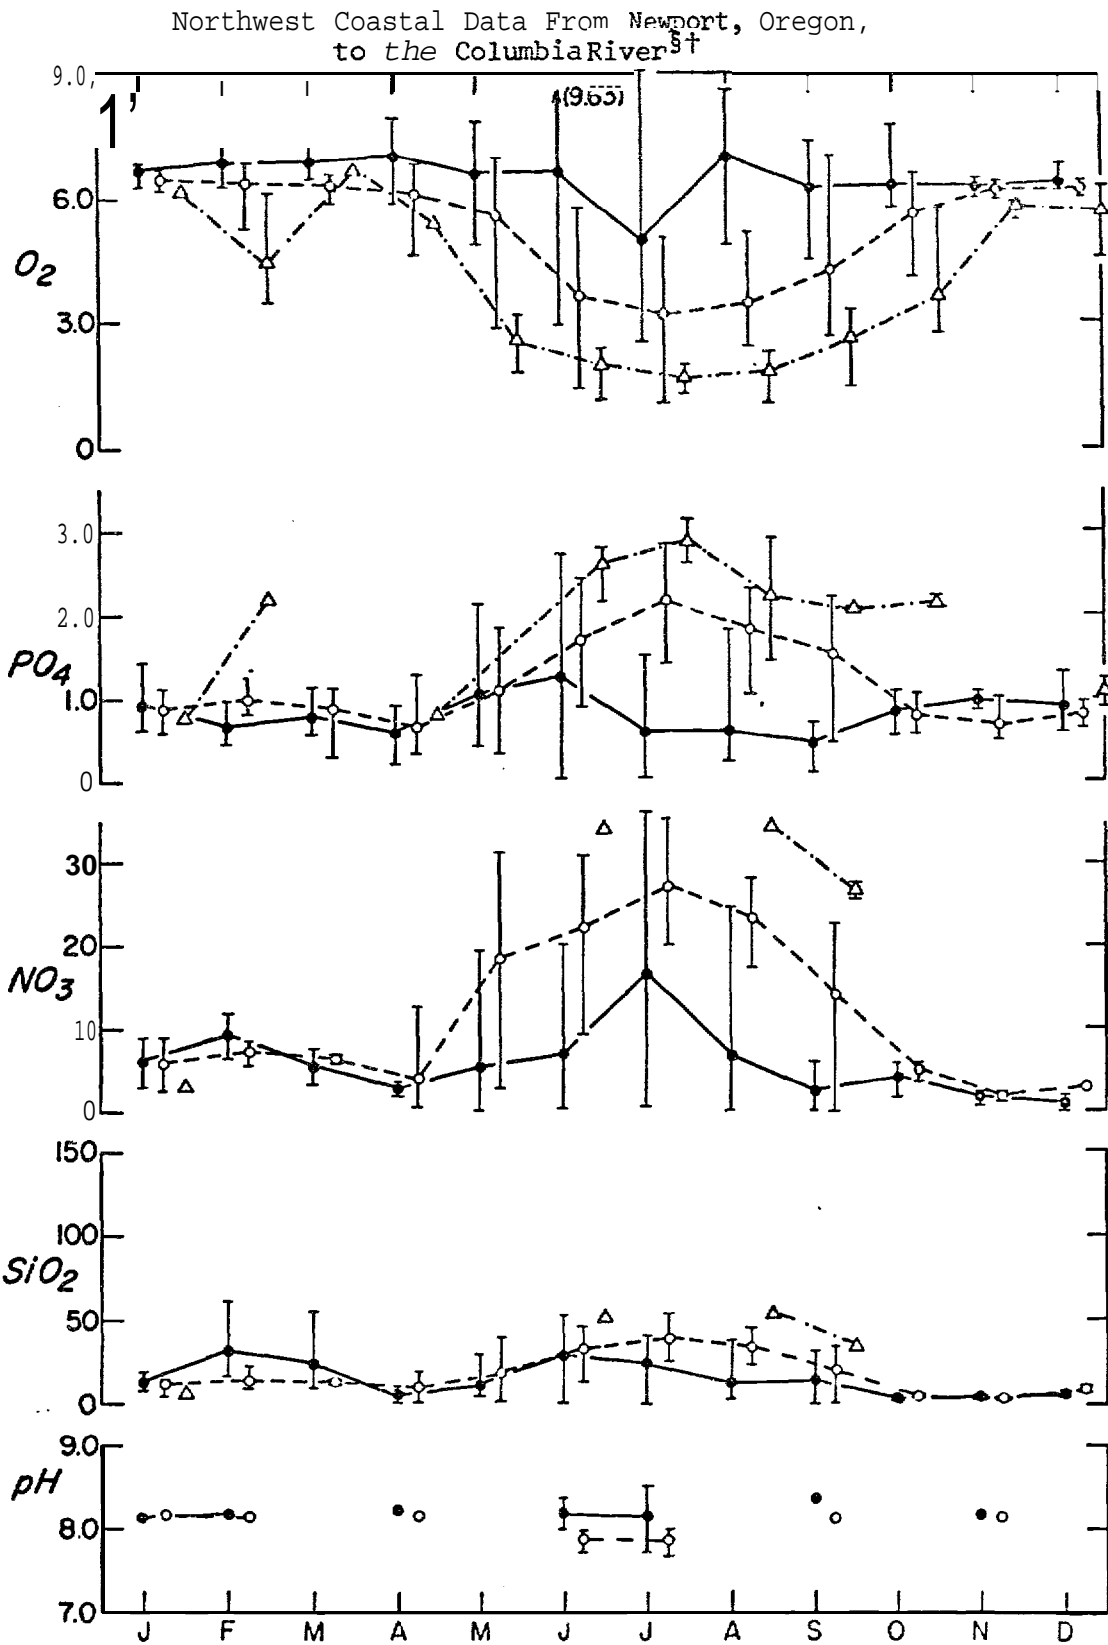 Northwest Coastal Data From Newport, Oregon,
to the Columbia River§†
9.0
1'
(9.63)
6.0
O2
3.0
0
3.0
2.0
PO4
1.0
0
30
20
NO3
10
0
150
100
SiO2
50
0
9.0
pH
8.0
7.0
J F M A M J J A S O N D